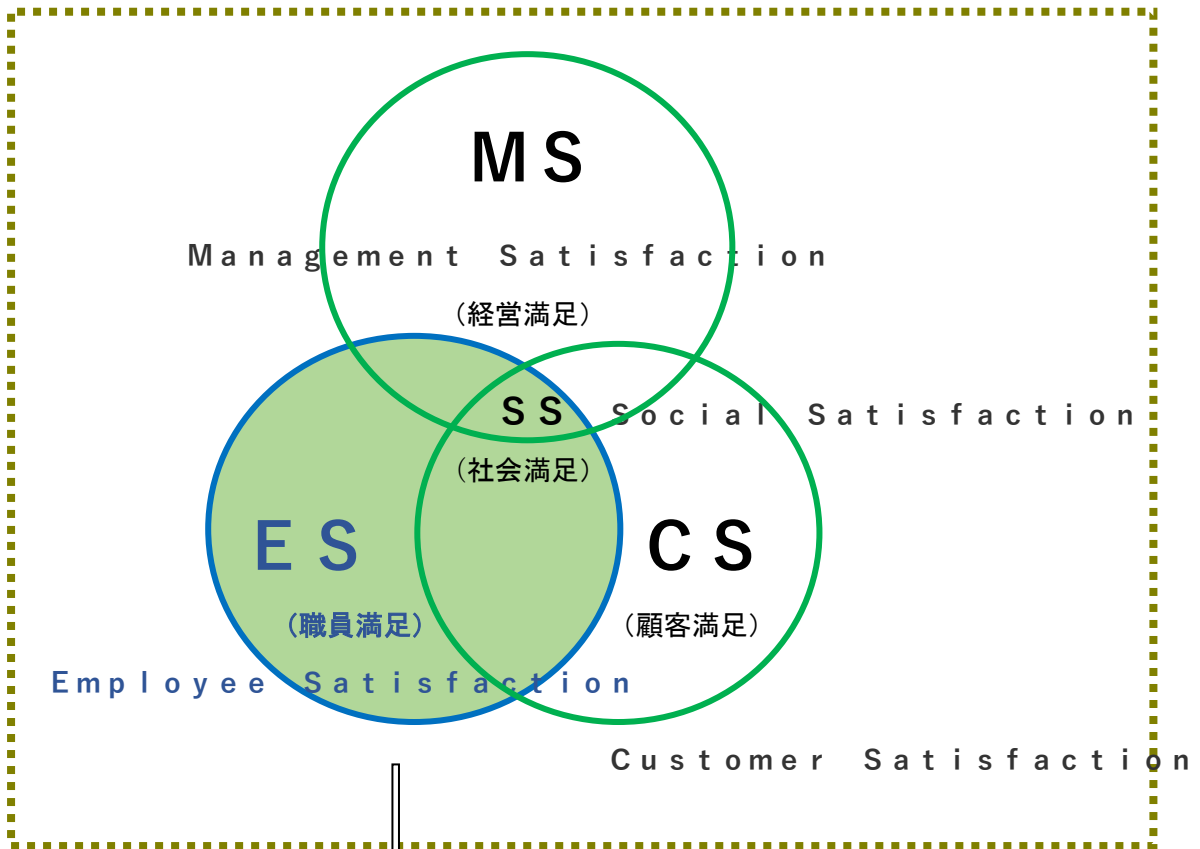 MS
Management Satisfaction
（経営満足）
SS
Social Satisfaction
（社会満足）
ES
CS
（職員満足）
（顧客満足）
Employee Satisfaction
Customer Satisfaction